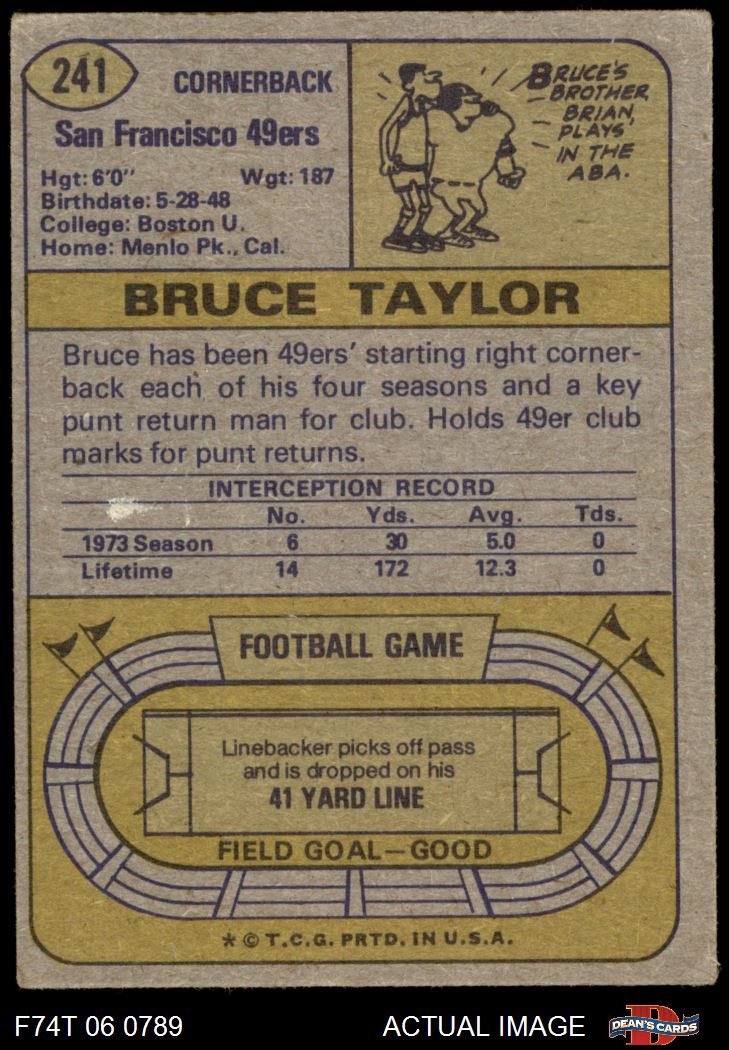 241
CORNERBACK
San Francisco 49ers
Hgt: 6'0" Wgt: 187
Birthdate: 5-28-48
College: Boston U.
Home: Menlo Pk., Cal.
BRUCE'S
BROTHER,
BRIAN,
PLAYS
IN THE
ABA.
BRUCE TAYLOR
Bruce has been 49ers' starting right corner-
back each of his four seasons and a key
punt return man for club. Holds 49er club
marks for punt returns.
INTERCEPTION RECORD
No. Yds. Avg. Tds.
1973 Season 6 30 5.0 0
Lifetime 14 172 12.3 0
FOOTBALL GAME
Linebacker picks off pass
and is dropped on his
41 YARD LINE
FIELD GOAL—GOOD
* © T.C.G. PRTD. IN U.S.A.
F74T 06 0789 ACTUAL IMAGE
D
DEAN'S CARDS